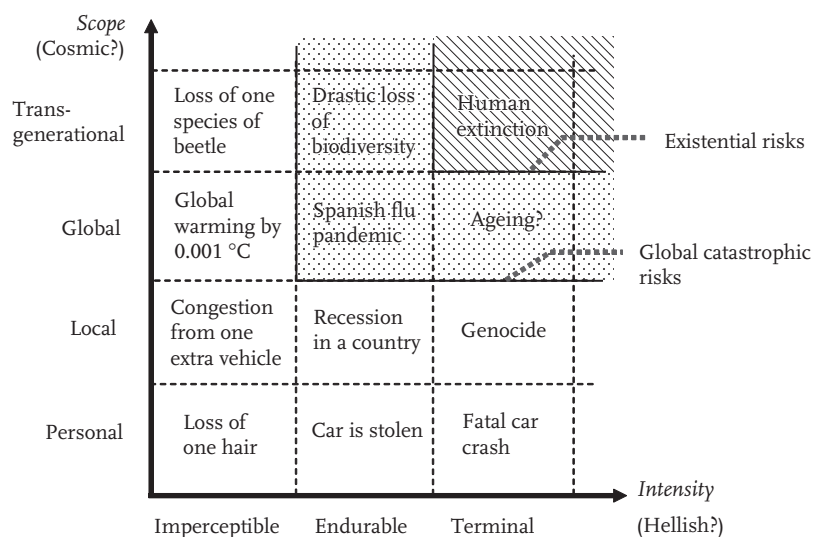 Scope
(Cosmic?)
Trans-
generational
Loss of one
species of
beetle
Drastic loss
of
biodiversity
Human
extinction
Existential risks
Global
Global
warming by
0.001 °C
Spanish flu
pandemic
Ageing?
Global catastrophic
risks
Local
Congestion
from one
extra vehicle
Recession
in a country
Genocide
Personal
Loss of
one hair
Car is stolen
Fatal car
crash
Intensity
(Hellish?)
Imperceptible
Endurable
Terminal